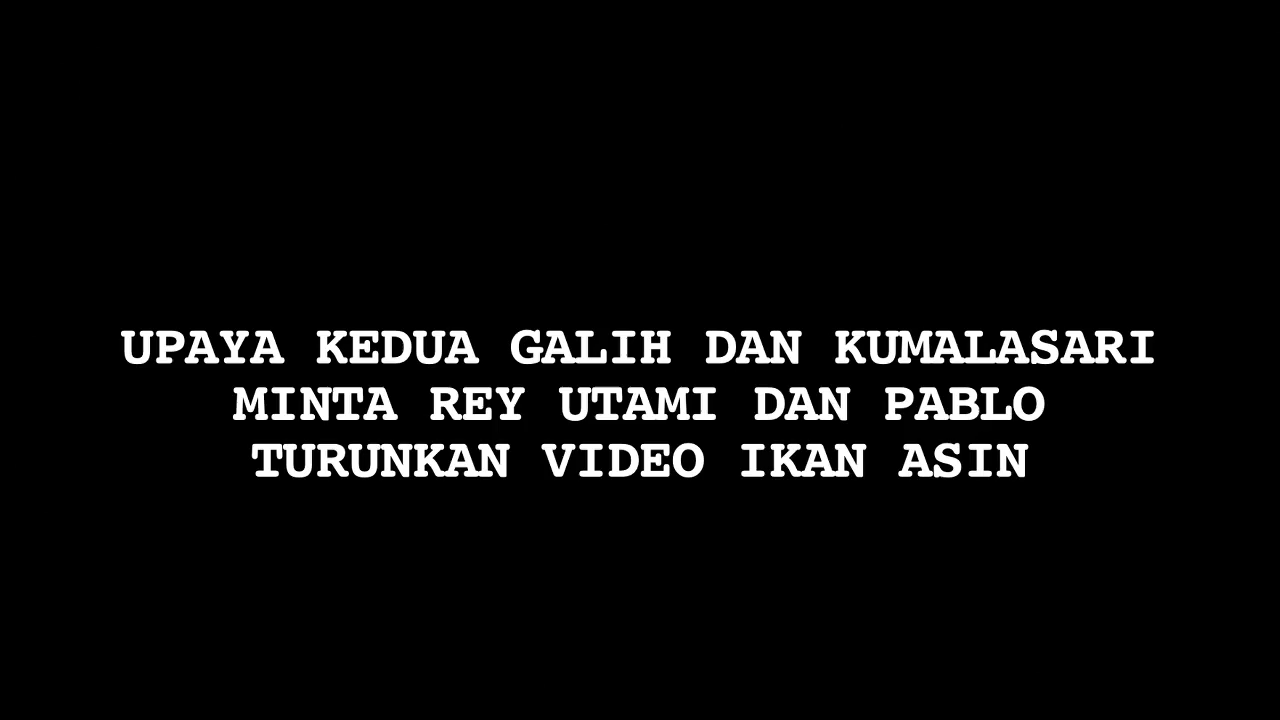 UPAYA KEDUA GALIH DAN KUMALASARI
MINTA REY UTAMI DAN PABLO
TURUNKAN VIDEO IKAN ASIN